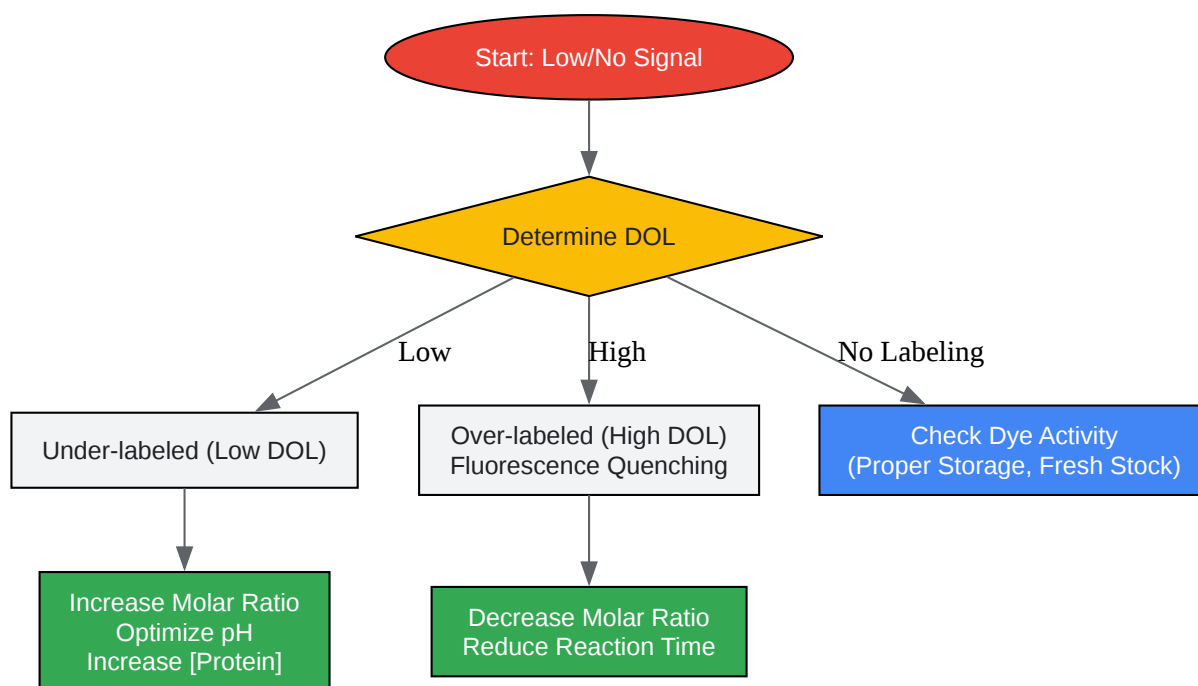 Start: Low/No Signal
Determine DOL
Low
High
No Labeling
Under-labeled (Low DOL)
Over-labeled (High DOL)
Fluorescence Quenching
Check Dye Activity
(Proper Storage, Fresh Stock)
Increase Molar Ratio
Optimize pH
Increase [Protein]
Decrease Molar Ratio
Reduce Reaction Time